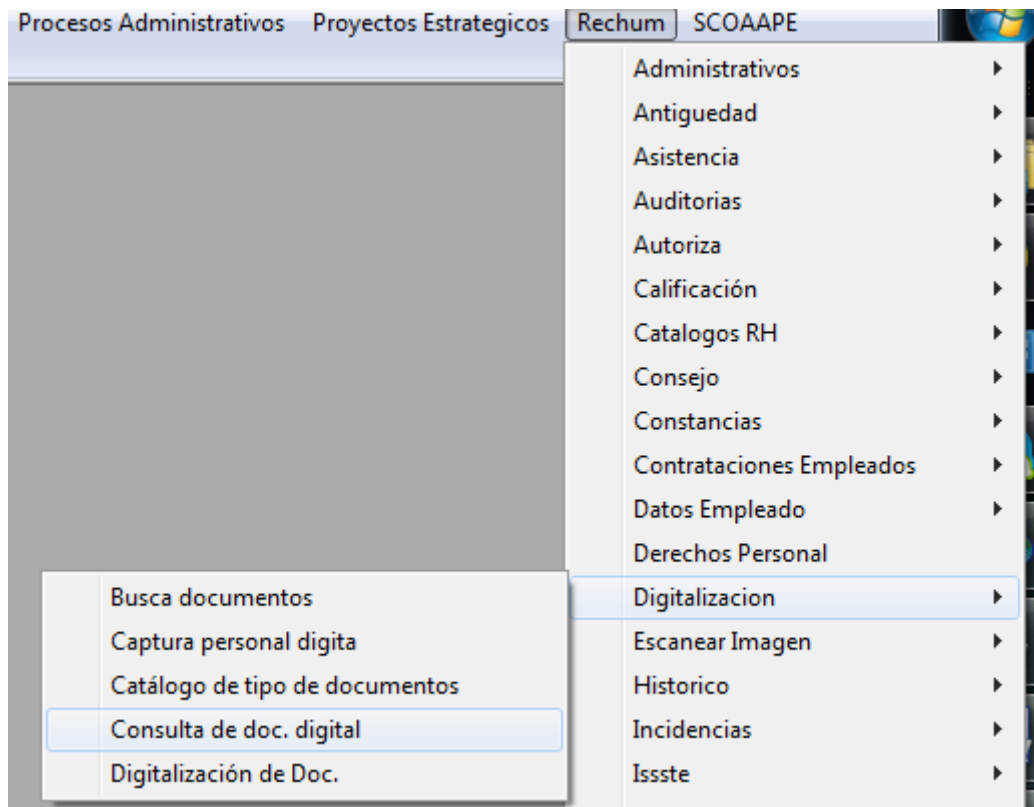 Procesos Administrativos Proyectos Estrategicos Rechum SCOAAPE
Administrativos
Antiguedad
Asistencia
Auditorias
Autoriza
Calificación
Catalogos RH
Consejo
Constancias
Contrataciones Empleados
Datos Empleado
Derechos Personal
Digitalizacion
Escanear Imagen
Historico
Incidencias
Issste
Busca documentos
Captura personal digita
Catálogo de tipo de documentos
Consulta de doc. digital
Digitalización de Doc.